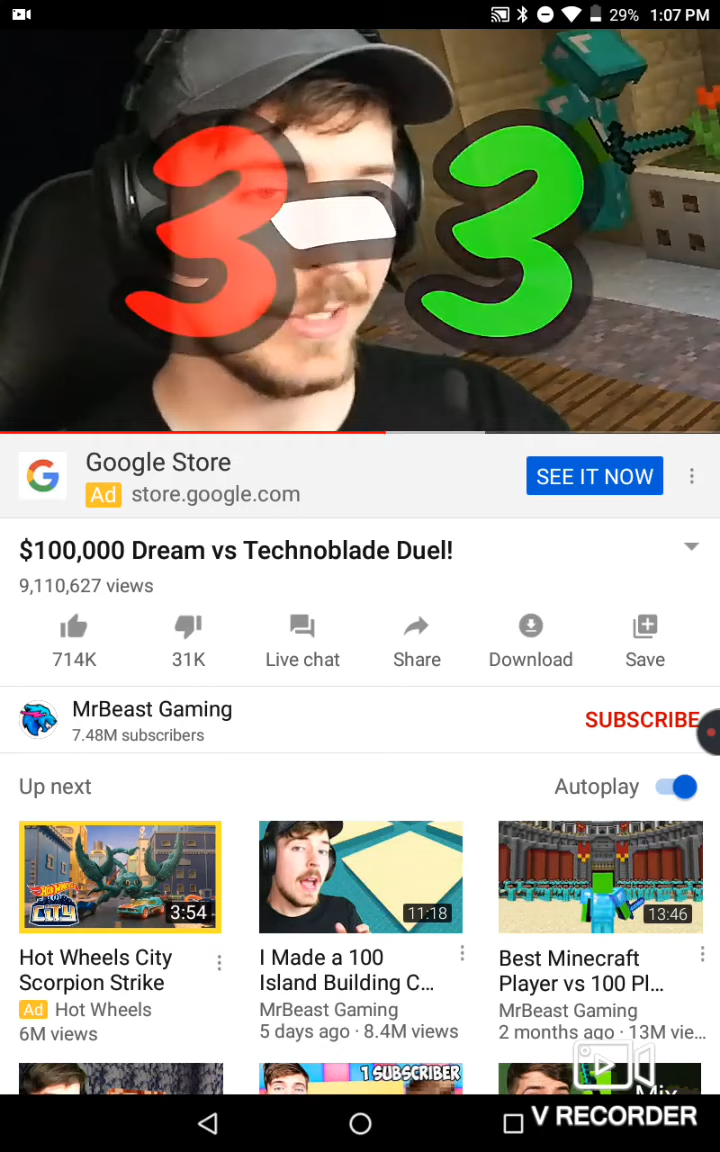 29% 1:07 PM
3 - 3
Google Store
SEE IT NOW
Ad store.google.com
$100,000 Dream vs Technoblade Duel!
9,110,627 views
714K 31K Live chat Share Download Save
MrBeast Gaming
7.48M subscribers
SUBSCRIBE
Up next
Autoplay
HOT WHEELS
CITY
3:54
11:18
13:46
Hot Wheels City
Scorpion Strike
Ad Hot Wheels
6M views
I Made a 100
Island Building C...
MrBeast Gaming
5 days ago · 8.4M views
Best Minecraft
Player vs 100 Pl...
MrBeast Gaming
2 months ago · 13M vie...
1 SUBSCRIBER
Mix
V RECORDER